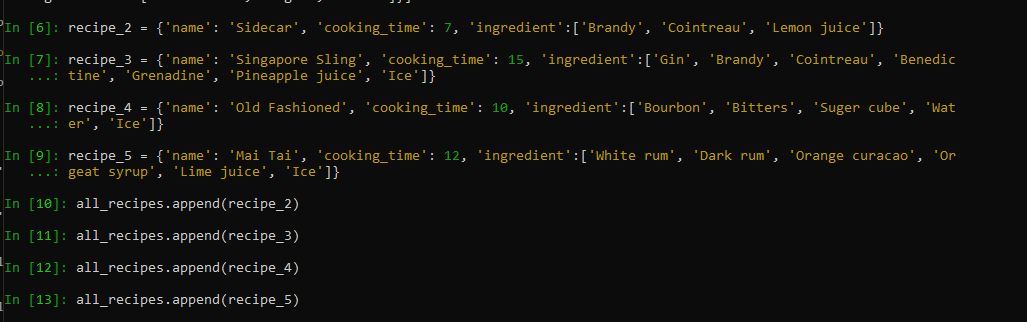 In [6]: recipe_2 = {'name': 'Sidecar', 'cooking_time': 7, 'ingredient':['Brandy', 'Cointreau', 'Lemon juice']}
In [7]: recipe_3 = {'name': 'Singapore Sling', 'cooking_time': 15, 'ingredient':['Gin', 'Brandy', 'Cointreau', 'Benedic
...: tine', 'Grenadine', 'Pineapple juice', 'Ice']}
In [8]: recipe_4 = {'name': 'Old Fashioned', 'cooking_time': 10, 'ingredient':['Bourbon', 'Bitters', 'Suger cube', 'Wat
...: er', 'Ice']}
In [9]: recipe_5 = {'name': 'Mai Tai', 'cooking_time': 12, 'ingredient':['White rum', 'Dark rum', 'Orange curacao', 'Or
...: geat syrup', 'Lime juice', 'Ice']}
In [10]: all_recipes.append(recipe_2)
In [11]: all_recipes.append(recipe_3)
In [12]: all_recipes.append(recipe_4)
In [13]: all_recipes.append(recipe_5)